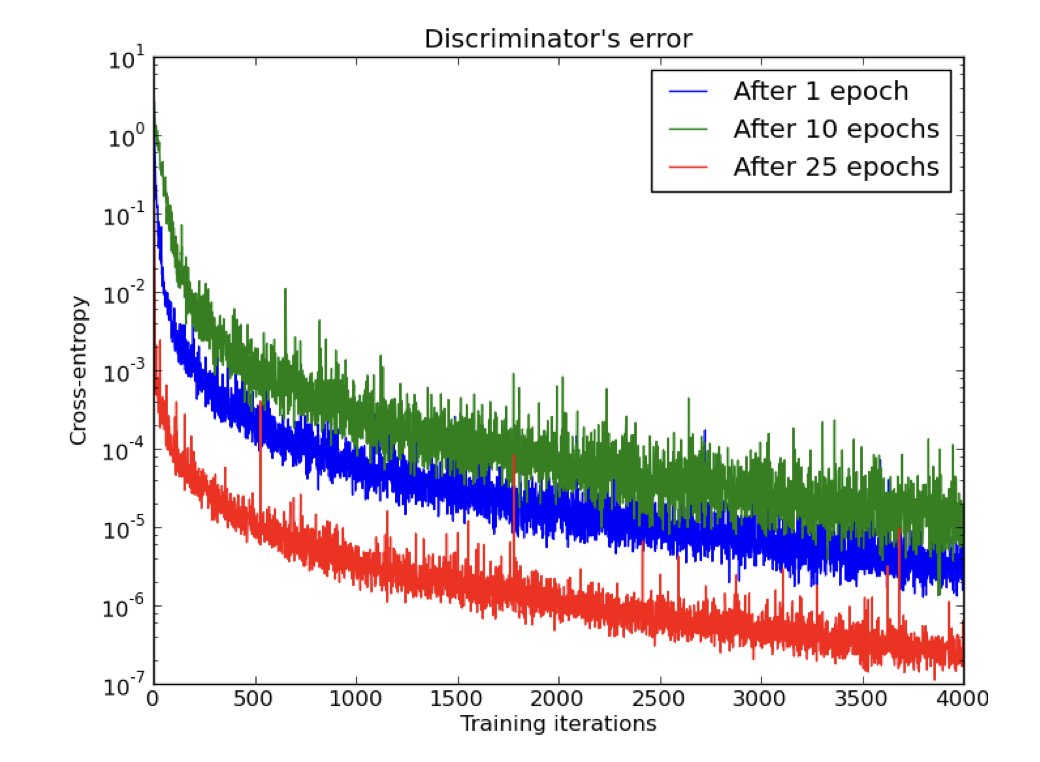 Discriminator's error
After 1 epoch
After 10 epochs
After 25 epochs
10^1
10^0
10^-1
10^-2
10^-3
10^-4
10^-5
10^-6
10^-7
Cross-entropy
0 500 1000 1500 2000 2500 3000 3500 4000
Training iterations